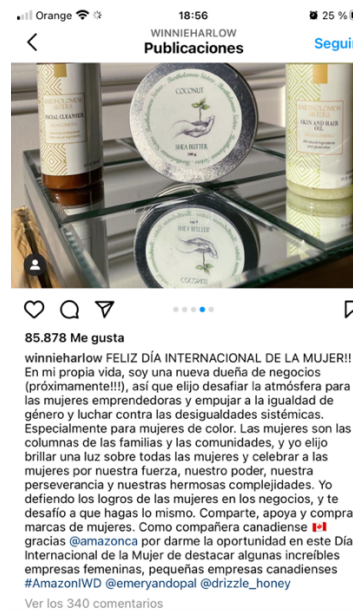 Orange
18:56
25 %
WINNIEHARLOW
Publicaciones
Seguir
BARTHOLOMEW
FACIAL CLEANSER
COCONUT
SHEA BUTTER
BARTHOLOMEW
SKIN AND HAIR
OIL
SHEA BUTTER
COCONUT
85.878 Me gusta
winnieharlow FELIZ DÍA INTERNACIONAL DE LA MUJER!!
En mi propia vida, soy una nueva dueña de negocios
(próximamente!!!), así que elijo desafiar la atmósfera para
las mujeres emprendedoras y empujar a la igualdad de
género y luchar contra las desigualdades sistémicas.
Especialmente para mujeres de color. Las mujeres son las
columnas de las familias y las comunidades, y yo elijo
brillar una luz sobre todas las mujeres y celebrar a las
mujeres por nuestra fuerza, nuestro poder, nuestra
perseverancia y nuestras hermosas complejidades. Yo
defiendo los logros de las mujeres en los negocios, y te
desafío a que hagas lo mismo. Comparte, apoya y compra
marcas de mujeres. Como compañera canadiense 🇨🇦
gracias @amazonca por darme la oportunidad en este Día
Internacional de la Mujer de destacar algunas increíbles
empresas femeninas, pequeñas empresas canadienses
#AmazonIWD @emeryandopal @drizzle_honey
Ver los 340 comentarios